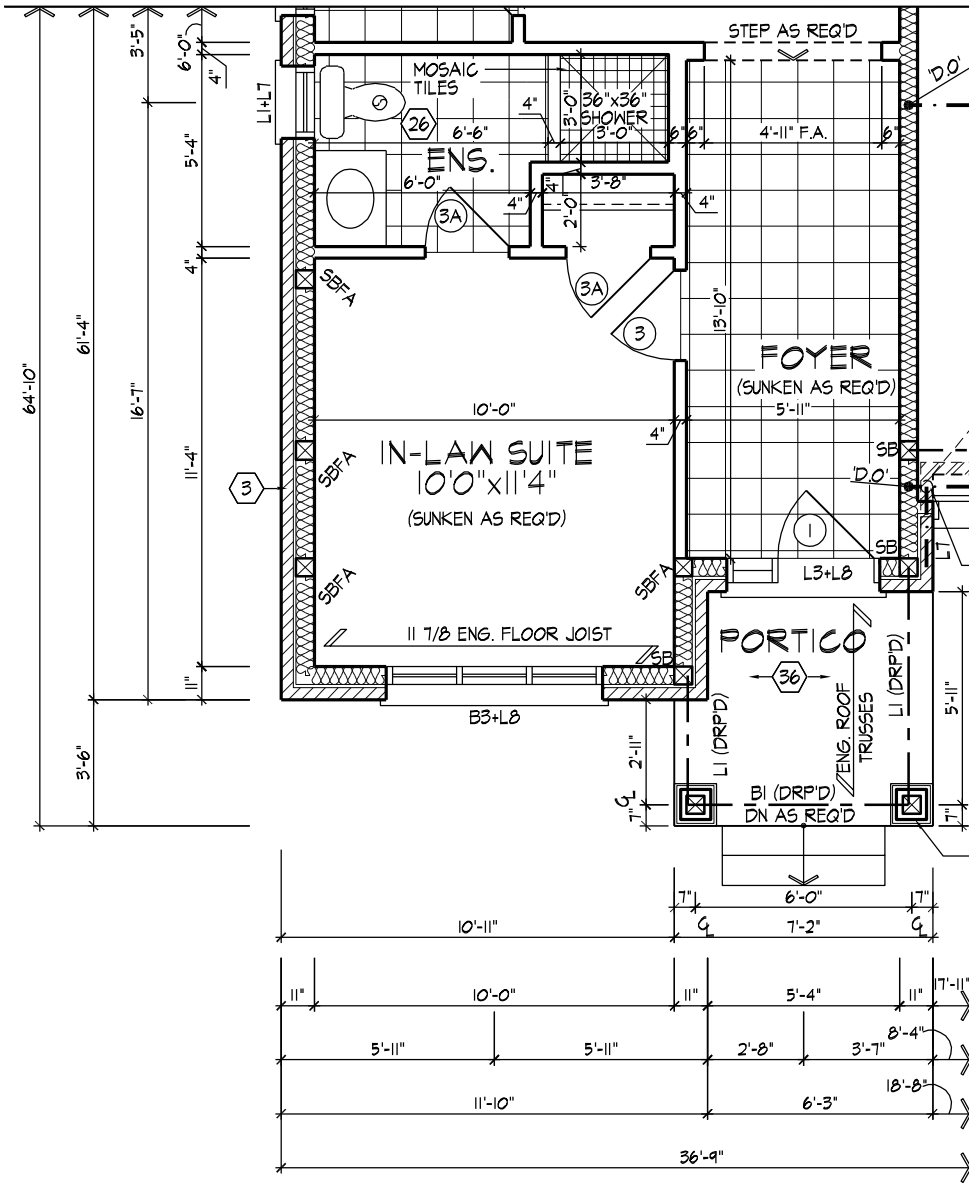 STEP AS REQ'D
3'-5"
6'-0"
4"
L1+L7
MOSAIC
TILES
26
36"x36"
SHOWER
3'-0"
3'-0"
4"
6'-6"
6"
6"
4'-11" F.A.
6"
'D.O'
ENS.
5'-4"
6'-0"
4"
3'-8"
4"
4"
2'-0"
3A
4"
SBFA
3A
3
13'-10"
64'-10"
61'-4"
16'-7"
11'-4"
FOYER
(SUNKEN AS REQ'D)
5'-11"
10'-0"
4"
IN-LAW SUITE
10'0"x11'4"
(SUNKEN AS REQ'D)
SBFA
3
SB
'D.O'
1
SB
L7
SBFA
SBFA
L3+L8
11 7/8 ENG. FLOOR JOIST
SB
PORTICO
36
L1 (DRP'D)
L1 (DRP'D)
ENG. ROOF
TRUSSES
5'-11"
11"
B3+L8
3'-6"
2'-11"
7"
B1 (DRP'D)
DN AS REQ'D
7"
7"
6'-0"
7"
10'-11"
7'-2"
11"
10'-0"
11"
5'-4"
11"
17'-11"
5'-11"
5'-11"
2'-8"
3'-7"
8'-4"
11'-10"
6'-3"
18'-8"
36'-9"